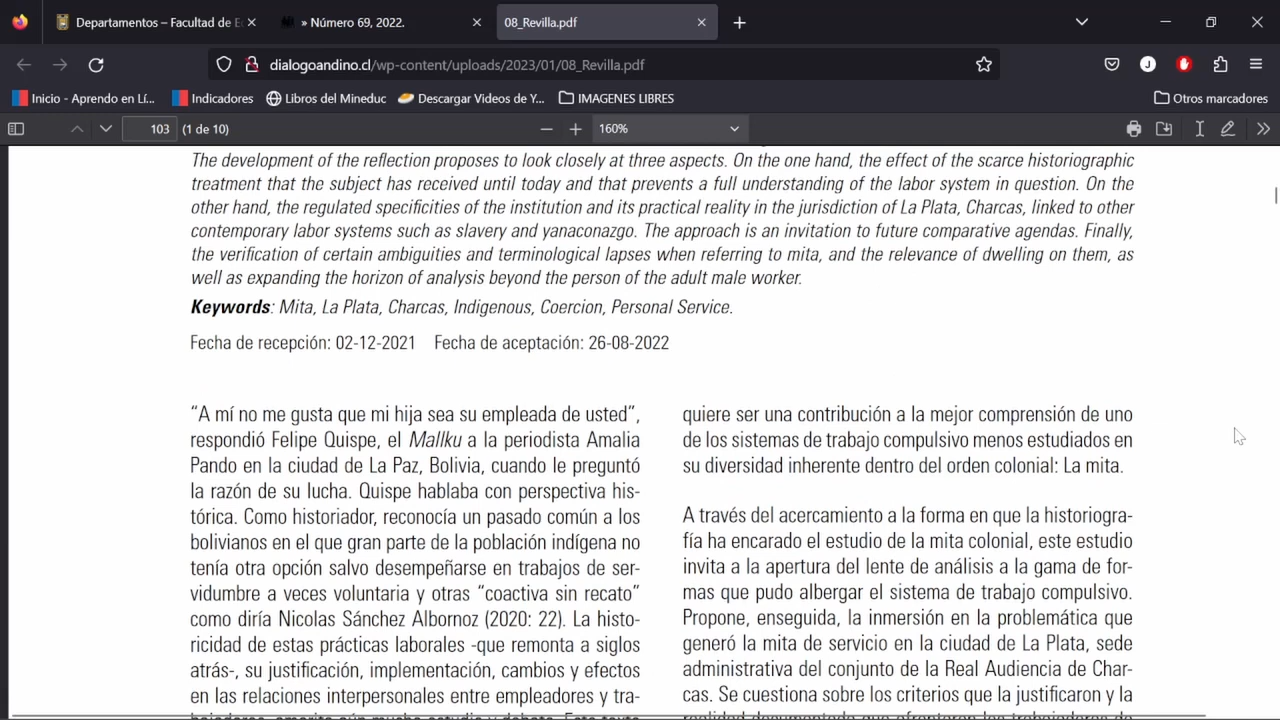 Departamentos — Facultad de E
» Número 69, 2022.
08_Revilla.pdf
dialogoandino.cl/wp-content/uploads/2023/01/08_Revilla.pdf
J
Inicio - Aprendo en Lí...
Indicadores
Libros del Mineduc
Descargar Videos de Y...
IMAGENES LIBRES
Otros marcadores
103 (1 de 10)
160%
The development of the reflection proposes to look closely at three aspects. On the one hand, the effect of the scarce historiographic
treatment that the subject has received until today and that prevents a full understanding of the labor system in question. On the
other hand, the regulated specificities of the institution and its practical reality in the jurisdiction of La Plata, Charcas, linked to other
contemporary labor systems such as slavery and yanaconazgo. The approach is an invitation to future comparative agendas. Finally,
the verification of certain ambiguities and terminological lapses when referring to mita, and the relevance of dwelling on them, as
well as expanding the horizon of analysis beyond the person of the adult male worker.
Keywords: Mita, La Plata, Charcas, Indigenous, Coercion, Personal Service.
Fecha de recepción: 02-12-2021 Fecha de aceptación: 26-08-2022
“A mí no me gusta que mi hija sea su empleada de usted”,
respondió Felipe Quispe, el Mallku a la periodista Amalia
Pando en la ciudad de La Paz, Bolivia, cuando le preguntó
la razón de su lucha. Quispe hablaba con perspectiva his-
tórica. Como historiador, reconocía un pasado común a los
bolivianos en el que gran parte de la población indígena no
tenía otra opción salvo desempeñarse en trabajos de ser-
vidumbre a veces voluntaria y otras “coactiva sin recato”
como diría Nicolas Sánchez Albornoz (2020: 22). La histo-
ricidad de estas prácticas laborales -que remonta a siglos
atrás-, su justificación, implementación, cambios y efectos
en las relaciones interpersonales entre empleadores y tra-
quiere ser una contribución a la mejor comprensión de uno
de los sistemas de trabajo compulsivo menos estudiados en
su diversidad inherente dentro del orden colonial: La mita.
A través del acercamiento a la forma en que la historiogra-
fía ha encarado el estudio de la mita colonial, este estudio
invita a la apertura del lente de análisis a la gama de for-
mas que pudo albergar el sistema de trabajo compulsivo.
Propone, enseguida, la inmersión en la problemática que
generó la mita de servicio en la ciudad de La Plata, sede
administrativa del conjunto de la Real Audiencia de Char-
cas. Se cuestiona sobre los criterios que la justificaron y la